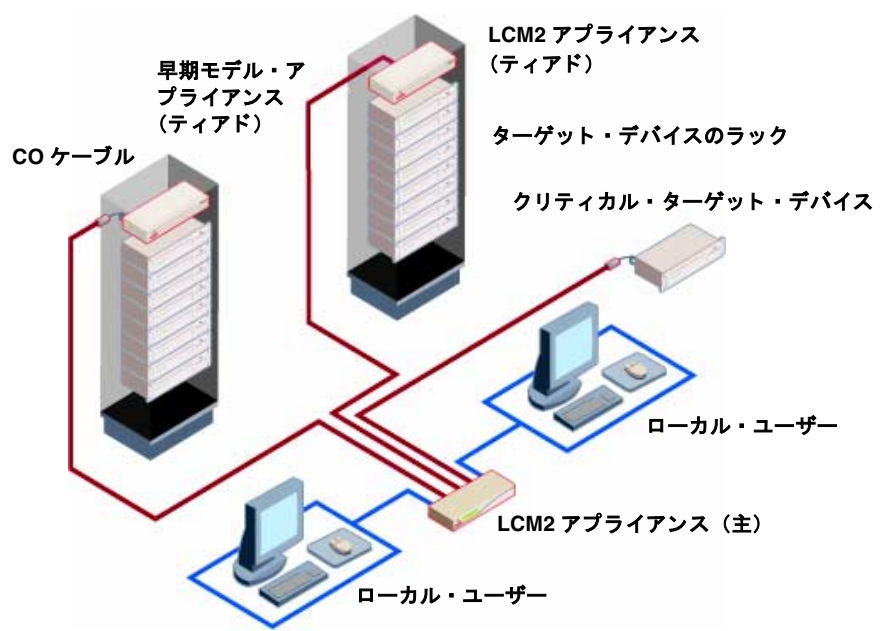 LCM2 アプライアンス
（ティアド）
早期モデル・ア
プライアンス
（ティアド）
ターゲット・デバイスのラック
CO ケーブル
クリティカル・ターゲット・デバイス
ローカル・ユーザー
LCM2 アプライアンス（主）
ローカル・ユーザー